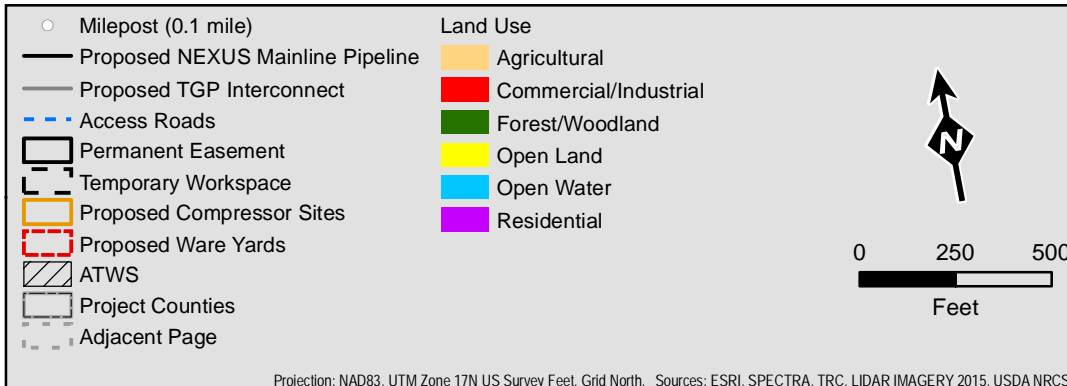 Milepost (0.1 mile)
Proposed NEXUS Mainline Pipeline
Proposed TGP Interconnect
Access Roads
Permanent Easement
Temporary Workspace
Proposed Compressor Sites
Proposed Ware Yards
ATWS
Project Counties
Adjacent Page
Land Use
Agricultural
Commercial/Industrial
Forest/Woodland
Open Land
Open Water
Residential
N
0 250 500
Feet
Projection: NAD83, UTM Zone 17N US Survey Feet, Grid North. Sources: ESRI, SPECTRA, TRC, LIDAR IMAGERY 2015, USDA NRCS